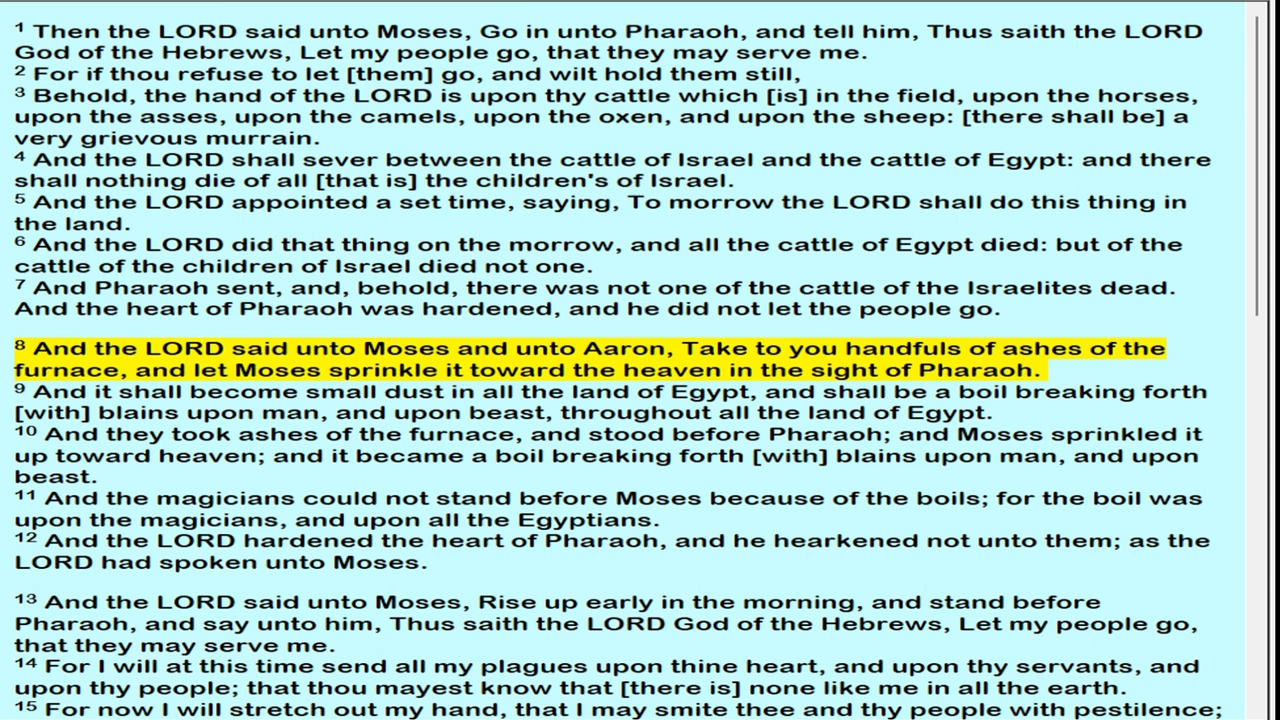 1 Then the LORD said unto Moses, Go in unto Pharaoh, and tell him, Thus saith the LORD
God of the Hebrews, Let my people go, that they may serve me.
2 For if thou refuse to let [them] go, and wilt hold them still,
3 Behold, the hand of the LORD is upon thy cattle which [is] in the field, upon the horses,
upon the asses, upon the camels, upon the oxen, and upon the sheep: [there shall be] a
very grievous murrain.
4 And the LORD shall sever between the cattle of Israel and the cattle of Egypt: and there
shall nothing die of all [that is] the children's of Israel.
5 And the LORD appointed a set time, saying, To morrow the LORD shall do this thing in
the land.
6 And the LORD did that thing on the morrow, and all the cattle of Egypt died: but of the
cattle of the children of Israel died not one.
7 And Pharaoh sent, and, behold, there was not one of the cattle of the Israelites dead.
And the heart of Pharaoh was hardened, and he did not let the people go.
8 And the LORD said unto Moses and unto Aaron, Take to you handfuls of ashes of the
furnace, and let Moses sprinkle it toward the heaven in the sight of Pharaoh.
9 And it shall become small dust in all the land of Egypt, and shall be a boil breaking forth
[with] blains upon man, and upon beast, throughout all the land of Egypt.
10 And they took ashes of the furnace, and stood before Pharaoh; and Moses sprinkled it
up toward heaven; and it became a boil breaking forth [with] blains upon man, and upon
beast.
11 And the magicians could not stand before Moses because of the boils; for the boil was
upon the magicians, and upon all the Egyptians.
12 And the LORD hardened the heart of Pharaoh, and he hearkened not unto them; as the
LORD had spoken unto Moses.
13 And the LORD said unto Moses, Rise up early in the morning, and stand before
Pharaoh, and say unto him, Thus saith the LORD God of the Hebrews, Let my people go,
that they may serve me.
14 For I will at this time send all my plagues upon thine heart, and upon thy servants, and
upon thy people; that thou mayest know that [there is] none like me in all the earth.
15 For now I will stretch out my hand, that I may smite thee and thy people with pestilence;